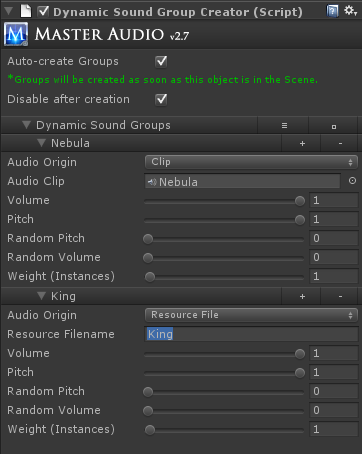 Dynamic Sound Group Creator (Script)
MASTER AUDIO v2.7
Auto-create Groups
*Groups will be created as soon as this object is in the Scene.
Disable after creation
Dynamic Sound Groups
Nebula + -
Audio Origin Clip
Audio Clip Nebula
Volume 1
Pitch 1
Random Pitch 0
Random Volume 0
Weight (Instances) 1
King + -
Audio Origin Resource File
Resource Filename King
Volume 1
Pitch 1
Random Pitch 0
Random Volume 0
Weight (Instances) 1